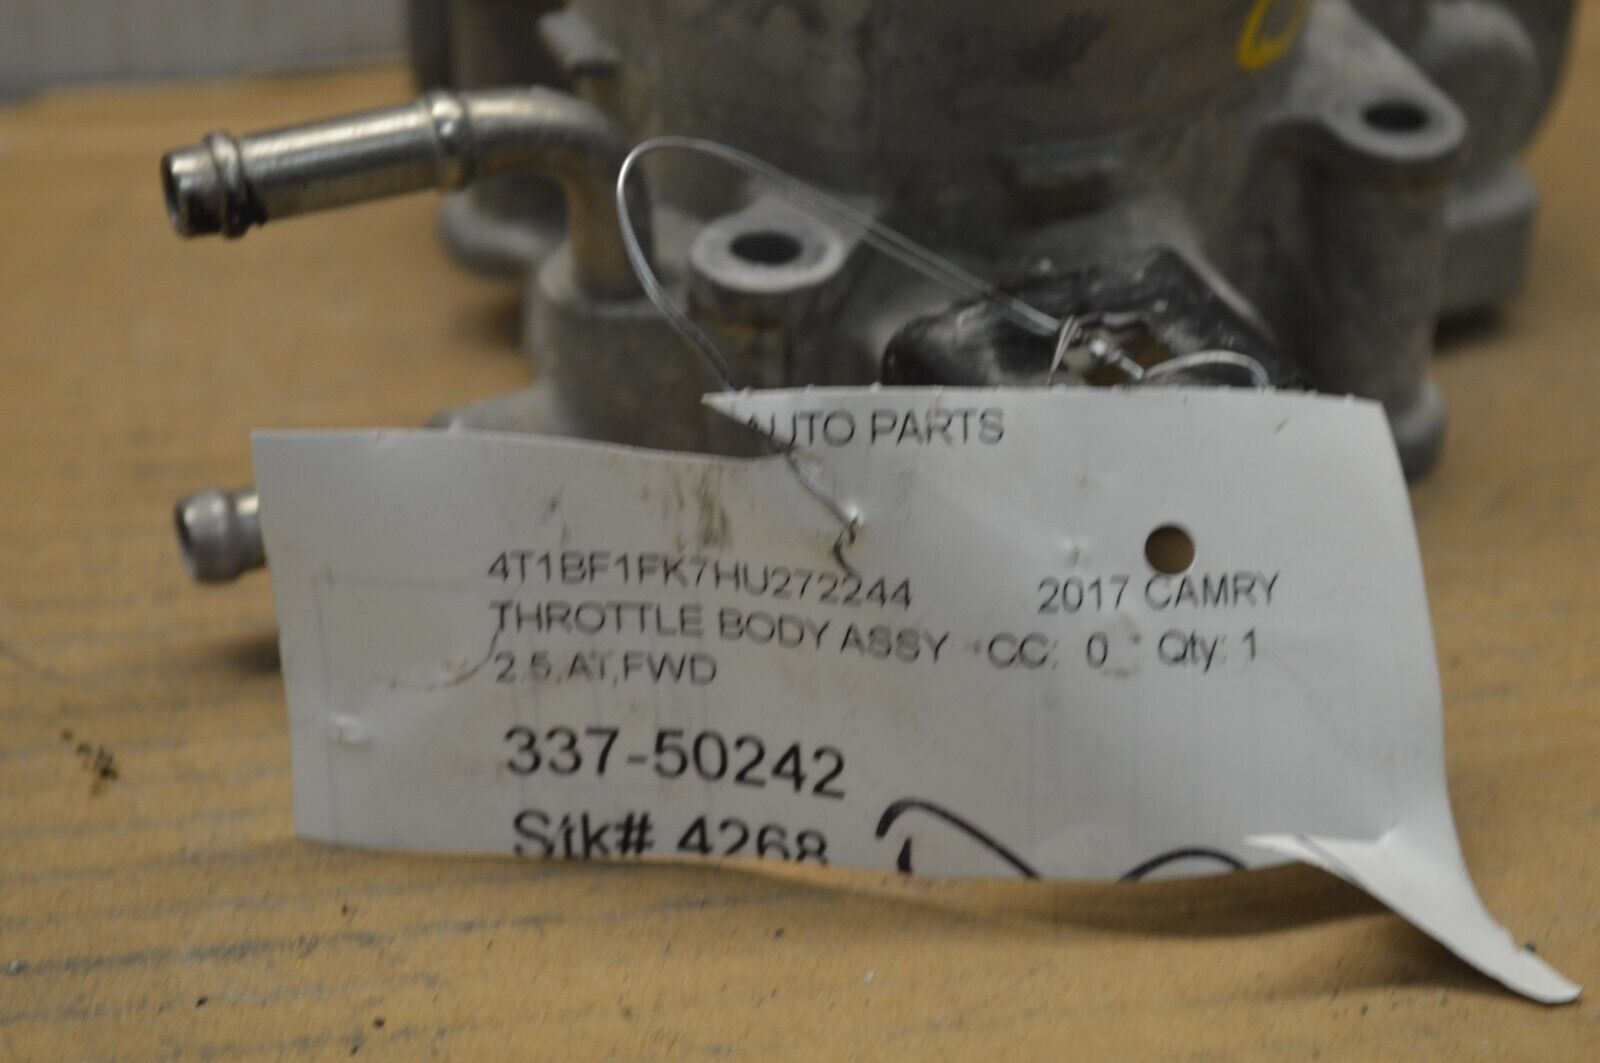 AUTO PARTS
4T1BF1FK7HU272244 2017 CAMRY
THROTTLE BODY ASSY CC: 0 Qty: 1
2.5,AT,FWD
337-50242
Stk# 4268